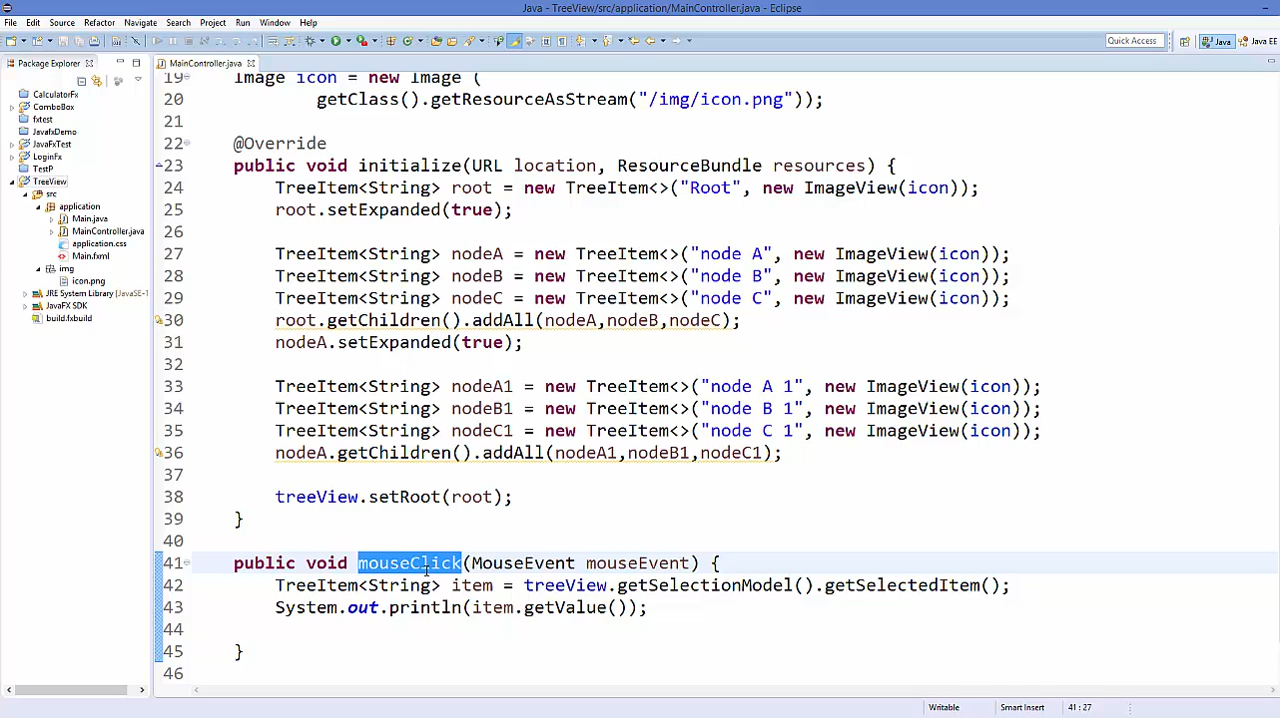 Java - TreeView/src/application/MainController.java - Eclipse
File Edit Source Refactor Navigate Search Project Run Window Help
Quick Access Java Java EE
Package Explorer
CalculatorFx
ComboBox
fxtest
JavafxDemo
JavaFxTest
LoginFx
TestP
TreeView
src
application
Main.java
MainController.java
application.css
Main.fxml
img
icon.png
JRE System Library [JavaSE-1
JavaFX SDK
build.fxbuild
MainController.java
19 Image icon = new Image (
20 getClass().getResourceAsStream("/img/icon.png"));
21
22 @Override
23 public void initialize(URL location, ResourceBundle resources) {
24 TreeItem<String> root = new TreeItem<>("Root", new ImageView(icon));
25 root.setExpanded(true);
26
27 TreeItem<String> nodeA = new TreeItem<>("node A", new ImageView(icon));
28 TreeItem<String> nodeB = new TreeItem<>("node B", new ImageView(icon));
29 TreeItem<String> nodeC = new TreeItem<>("node C", new ImageView(icon));
30 root.getChildren().addAll(nodeA,nodeB,nodeC);
31 nodeA.setExpanded(true);
32
33 TreeItem<String> nodeA1 = new TreeItem<>("node A 1", new ImageView(icon));
34 TreeItem<String> nodeB1 = new TreeItem<>("node B 1", new ImageView(icon));
35 TreeItem<String> nodeC1 = new TreeItem<>("node C 1", new ImageView(icon));
36 nodeA.getChildren().addAll(nodeA1,nodeB1,nodeC1);
37
38 treeView.setRoot(root);
39 }
40
41 public void mouseClick(MouseEvent mouseEvent) {
42 TreeItem<String> item = treeView.getSelectionModel().getSelectedItem();
43 System.out.println(item.getValue());
44
45 }
46
Writable Smart Insert 41 : 27